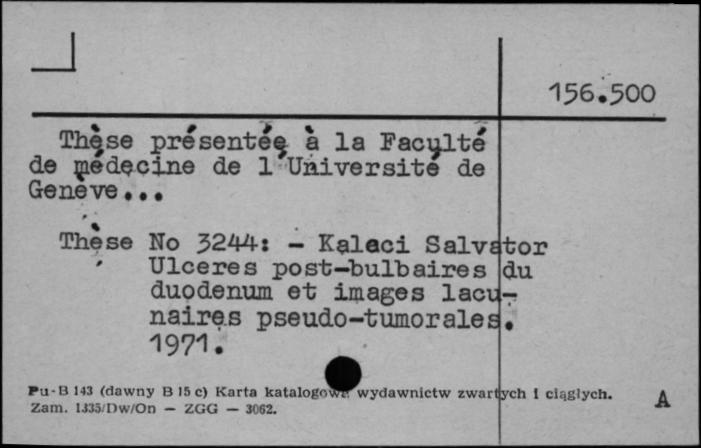 156.500
Thèse présentée à la Faculté
de médecine de l'Université de
Genève...
Thèse No 3244: - Kalaci Salvator
Ulceres post-bulbaires du
duodenum et images lacu-
naires pseudo-tumorales.
1971.
Pu-B 143 (dawny B 15 c) Karta katalogowa wydawnictw zwartych i ciągłych.
Zam. 1335/Dw/On — ZGG — 3062.
A